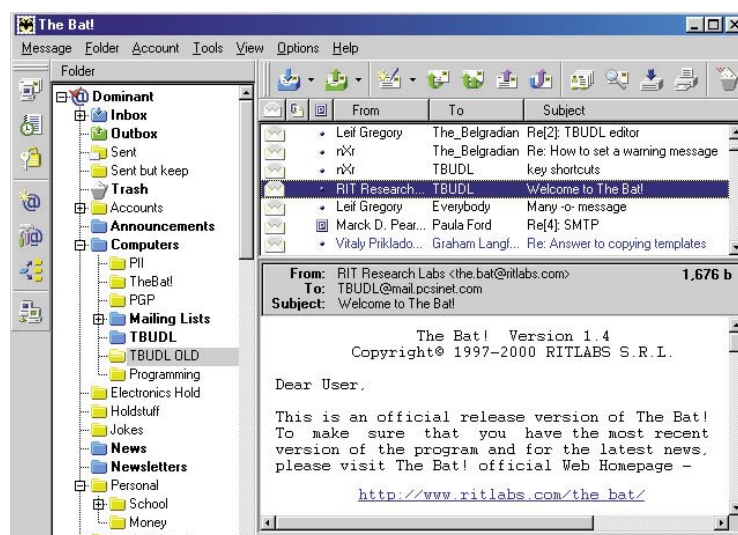 The Bat!
Message Folder Account Tools View Options Help
Folder
Dominant
Inbox
Outbox
Sent
Sent but keep
Trash
Accounts
Announcements
Computers
PII
TheBat!
PGP
Mailing Lists
TBUDL
TBUDL OLD
Programming
Electronics Hold
Holdstuff
Jokes
News
Newsletters
Personal
School
Money
From To Subject
Leif Gregory The_Belgradian Re[2]: TBUDL editor
nXr The_Belgradian Re: How to set a warning message
nXr TBUDL key shortcuts
RIT Research... TBUDL Welcome to The Bat!
Leif Gregory Everybody Many -o- message
Marck D. Pear... Paula Ford Re[4]: SMTP
Vitaly Priklado... Graham Langf... Re: Answer to copying templates
From: RIT Research Labs <the.bat@ritlabs.com> 1,676 b
To: TBUDL@mail.pcsinet.com
Subject: Welcome to The Bat!
The Bat! Version 1.4
Copyright© 1997-2000 RITLABS S.R.L.
Dear User,
This is an official release version of The Bat!
To make sure that you have the most recent
version of the program and for the latest news,
please visit The Bat! official Web Homepage -
http://www.ritlabs.com/the_bat/